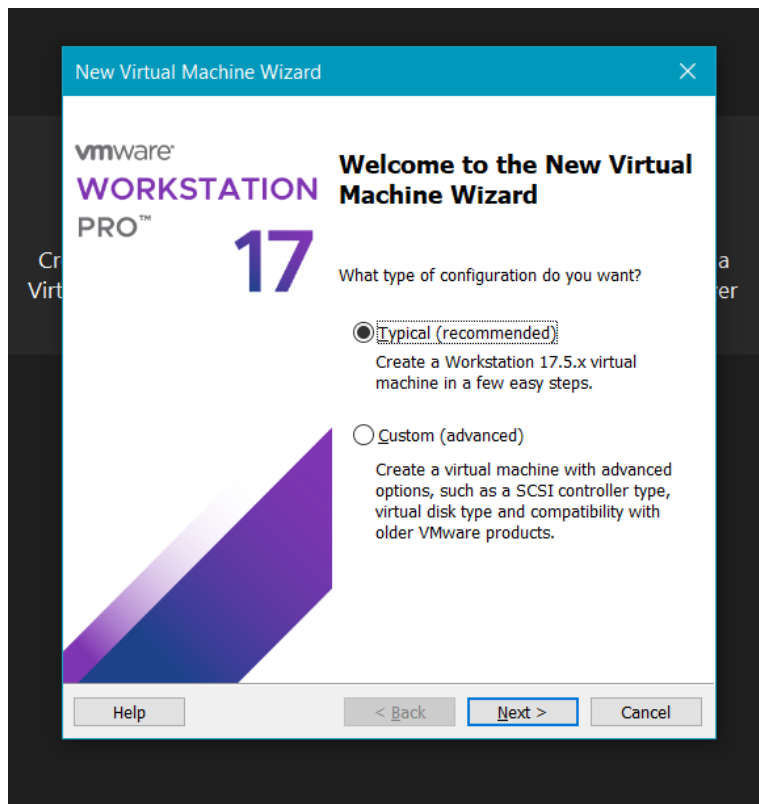 New Virtual Machine Wizard
vmware
WORKSTATION
PRO™
17
Welcome to the New Virtual
Machine Wizard
What type of configuration do you want?
Typical (recommended)
Create a Workstation 17.5.x virtual
machine in a few easy steps.
Custom (advanced)
Create a virtual machine with advanced
options, such as a SCSI controller type,
virtual disk type and compatibility with
older VMware products.
Cr
Virt
a
er
Help
< Back
Next >
Cancel